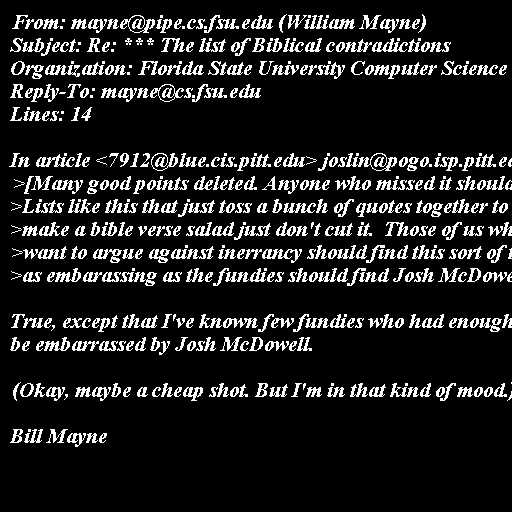 From: mayne@pipe.cs.fsu.edu (William Mayne)
Subject: Re: *** The list of Biblical contradictions
Organization: Florida State University Computer Science
Reply-To: mayne@cs.fsu.edu
Lines: 14
In article <7912@blue.cis.pitt.edu> joslin@pogo.isp.pitt.ed
>[Many good points deleted. Anyone who missed it should
>Lists like this that just toss a bunch of quotes together to
>make a bible verse salad just don't cut it.  Those of us wh
>want to argue against inerrancy should find this sort of t
>as embarassing as the fundies should find Josh McDowe
True, except that I've known few fundies who had enough
be embarrassed by Josh McDowell.
(Okay, maybe a cheap shot. But I'm in that kind of mood.)
Bill Mayne